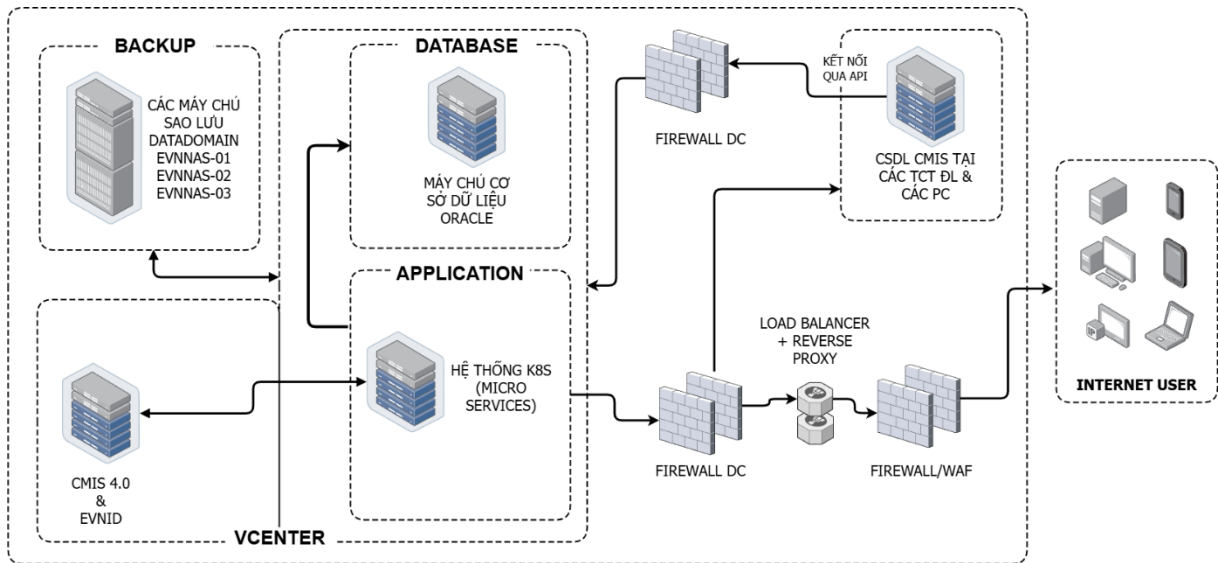 BACKUP
CÁC MÁY CHỦ
SAO LƯU
DATADOMAIN
EVNNAS-01
EVNNAS-02
EVNNAS-03
DATABASE
MÁY CHỦ CƠ
SỞ DỮ LIỆU
ORACLE
FIREWALL DC
KẾT NỐI
QUA API
CSDL CMIS TẠI
CÁC TCT ĐL &
CÁC PC
APPLICATION
HỆ THỐNG K8S
(MICRO
SERVICES)
CMIS 4.0
&
EVNID
VCENTER
FIREWALL DC
LOAD BALANCER
+ REVERSE
PROXY
FIREWALL/WAF
INTERNET USER